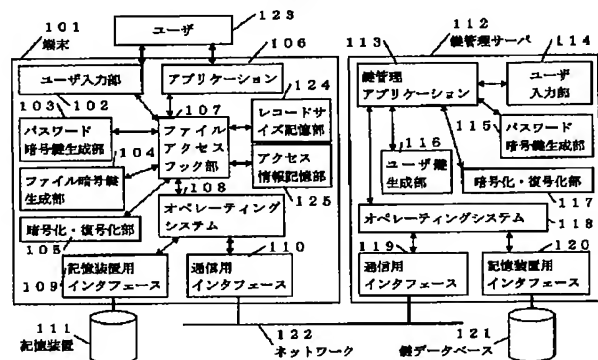 101
端末
ユーザ
123
106
112
鍵管理サーバ
113
114
ユーザ入力部
アプリケーション
124
鍵管理
アプリケーション
ユーザ
入力部
103
102
107
パスワード
暗号鍵生成部
ファイル
アクセス
フック部
レコードサ
イズ記憶部
115
パスワード
暗号鍵生成部
104
116
ファイル暗号鍵
生成部
アクセス
情報記憶部
125
ユーザ鍵
生成部
暗号化・復号化部
117
108
暗号化・復号化部
105
オペレーティング
システム
オペレーティングシステム
118
109
110
119
120
記憶装置用
インタフェース
通信用
インタフェース
通信用
インタフェース
記憶装置用
インタフェース
111
記憶装置
122
ネットワーク
121
鍵データベース